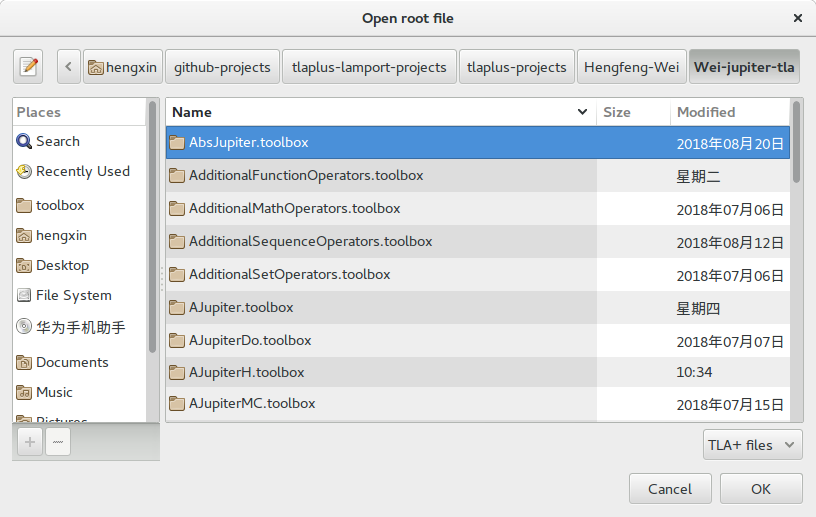 Open root file
hengxin github-projects tlaplus-lamport-projects tlaplus-projects Hengfeng-Wei Wei-jupiter-tla
Places
Search
Recently Used
toolbox
hengxin
Desktop
File System
华为手机助手
Documents
Music
Pictures
Name Size Modified
AbsJupiter.toolbox 2018年08月20日
AdditionalFunctionOperators.toolbox 星期二
AdditionalMathOperators.toolbox 2018年07月06日
AdditionalSequenceOperators.toolbox 2018年08月12日
AdditionalSetOperators.toolbox 2018年07月06日
AJupiter.toolbox 星期四
AJupiterDo.toolbox 2018年07月07日
AJupiterH.toolbox 10:34
AJupiterMC.toolbox 2018年07月15日
TLA+ files
Cancel OK